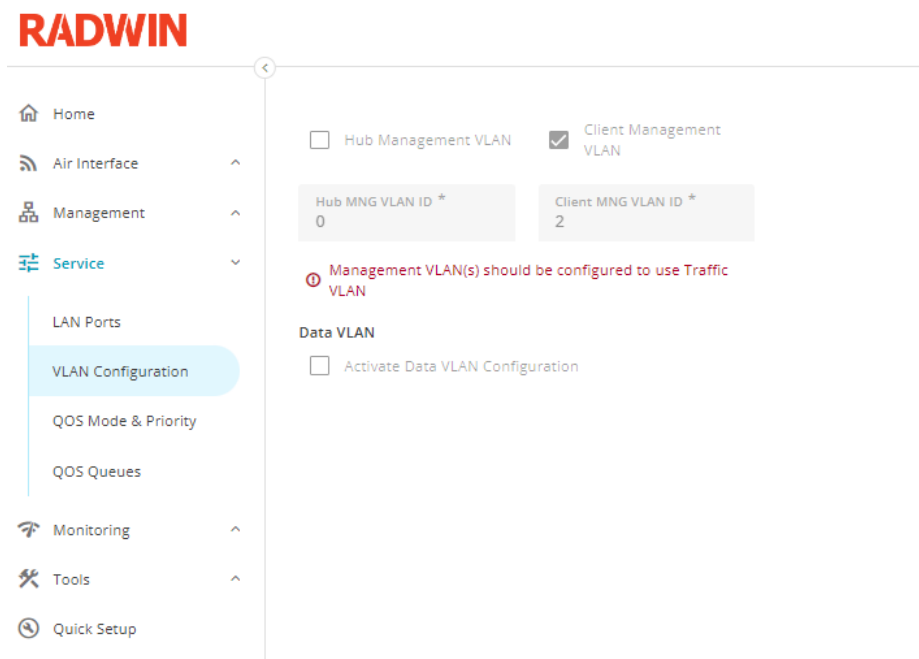 RADWIN
Home
Air Interface
Management
Service
LAN Ports
VLAN Configuration
QOS Mode & Priority
QOS Queues
Monitoring
Tools
Quick Setup
Hub Management VLAN
Client Management
VLAN
Hub MNG VLAN ID *
0
Client MNG VLAN ID *
2
Management VLAN(s) should be configured to use Traffic
VLAN
Data VLAN
Activate Data VLAN Configuration